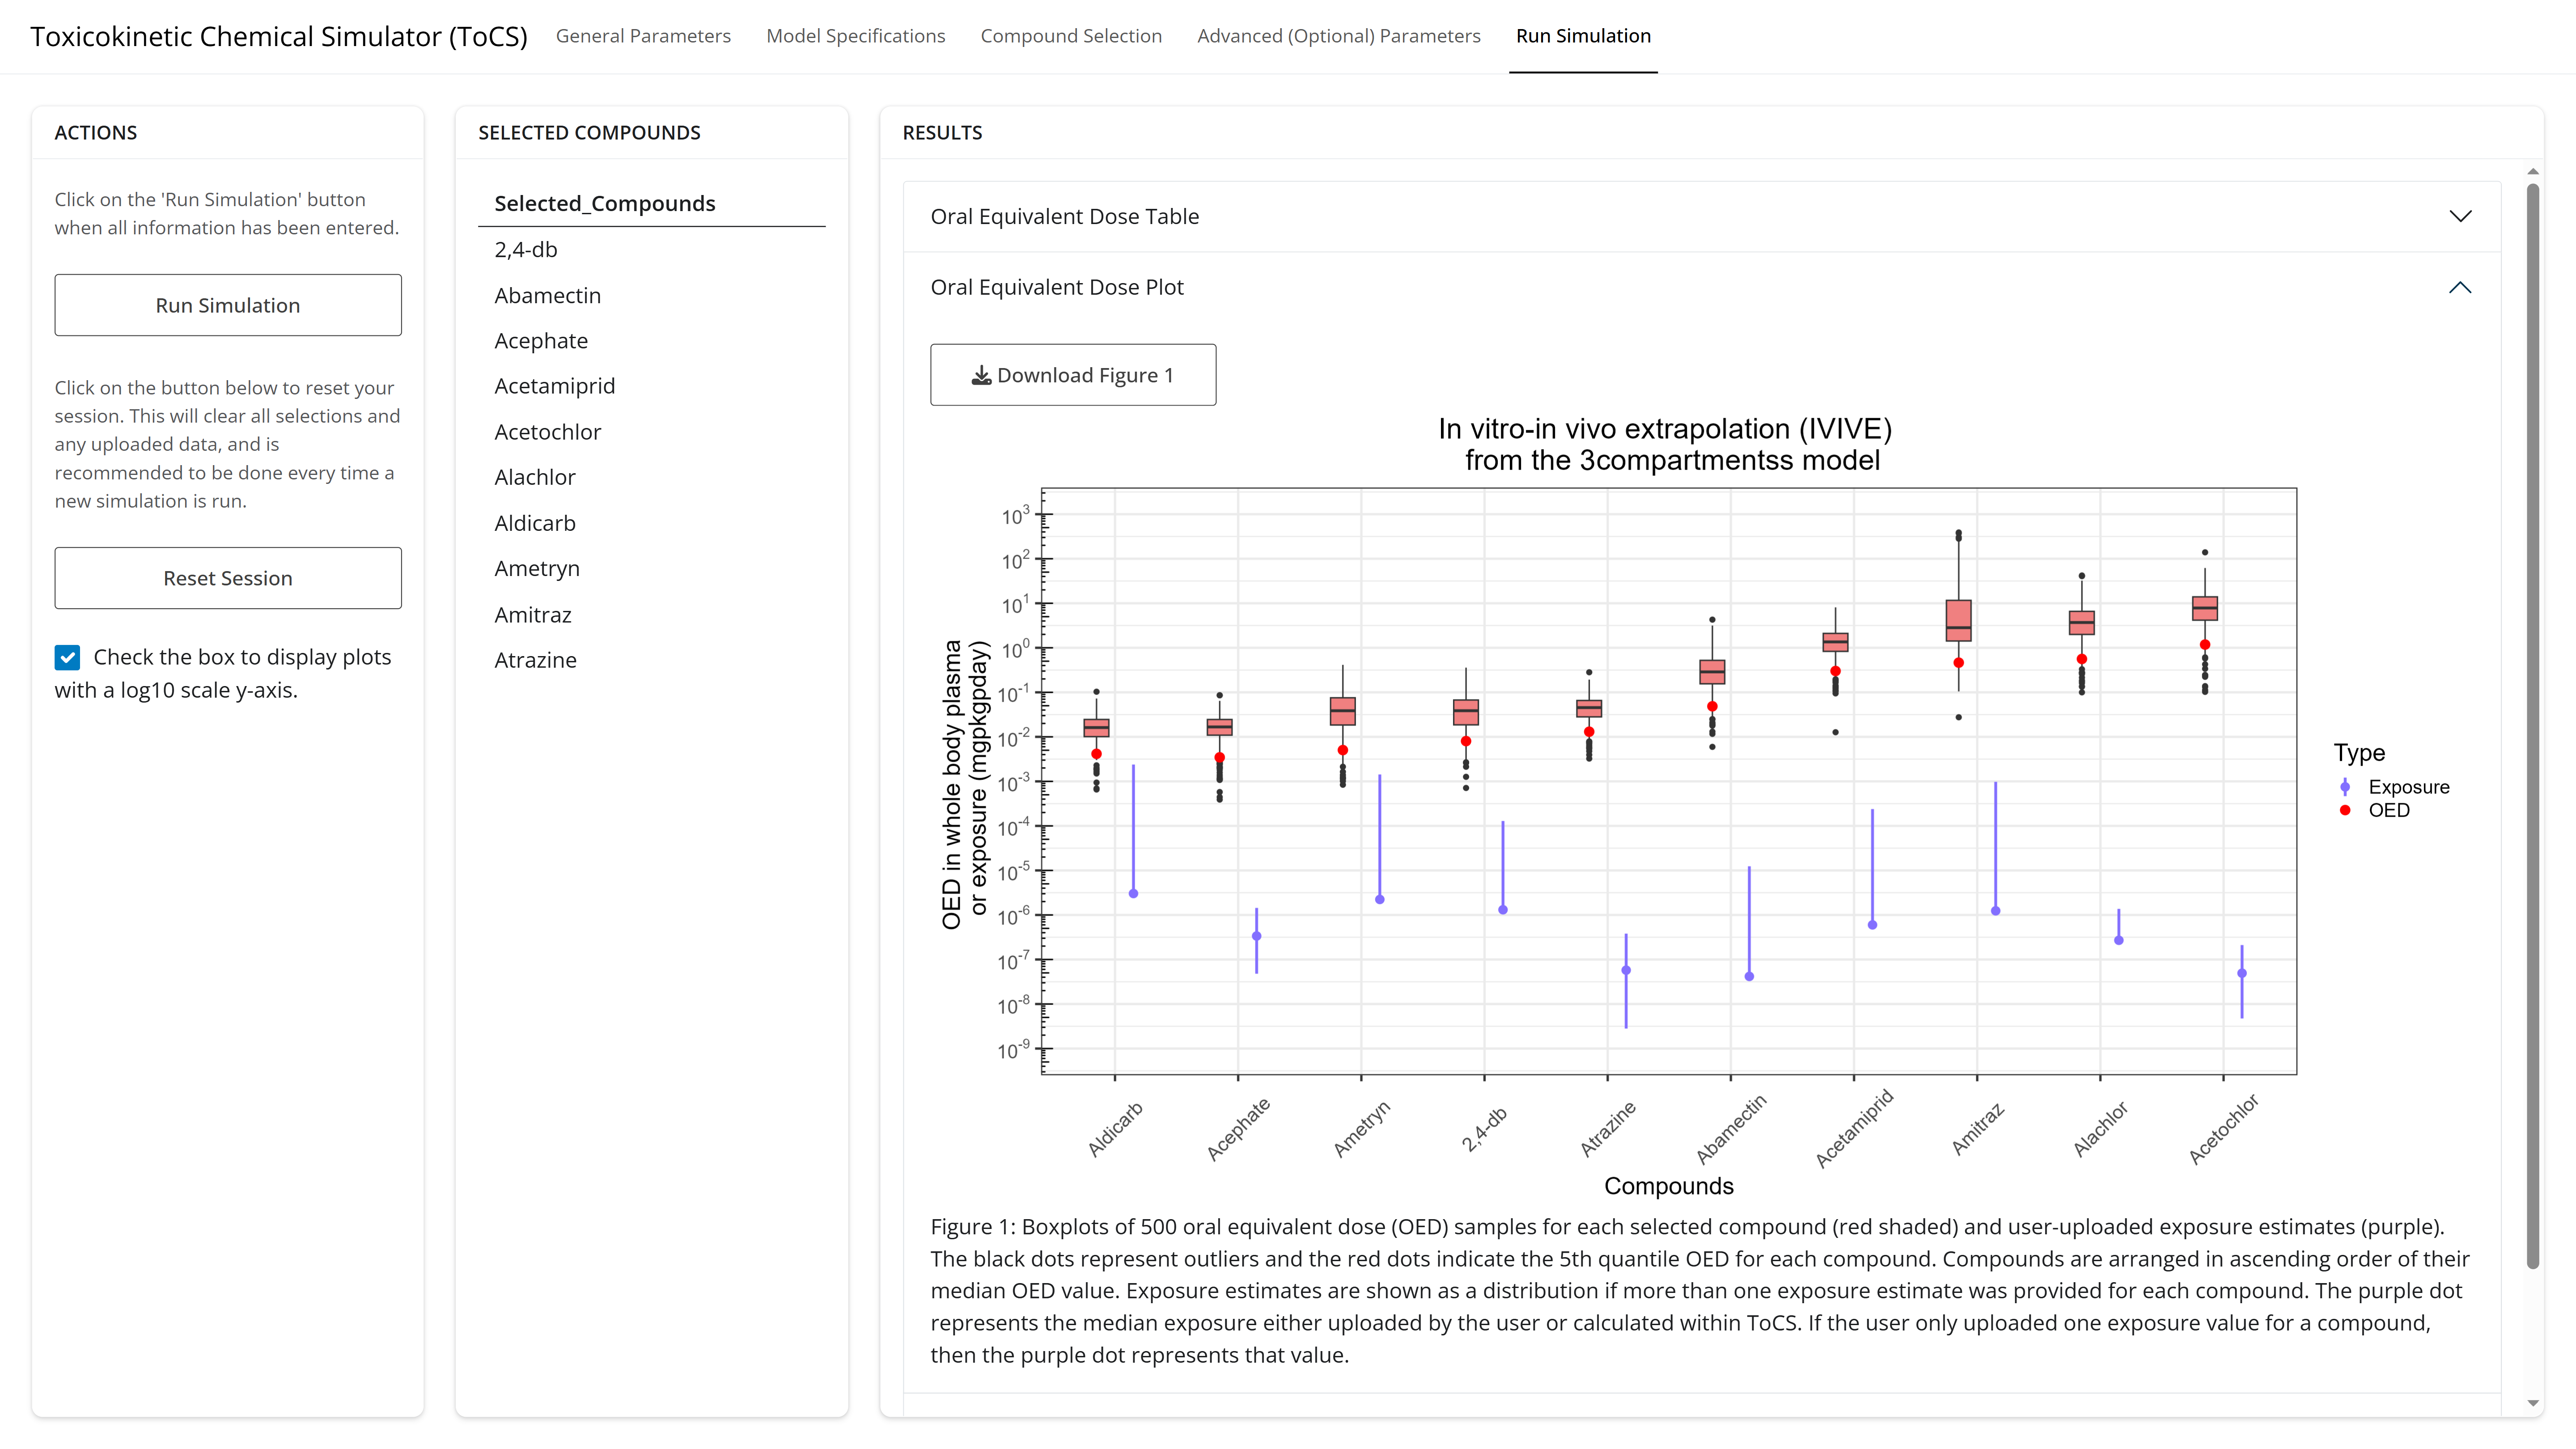 Toxicokinetic Chemical Simulator (ToCS)
General Parameters
Model Specifications
Compound Selection
Advanced (Optional) Parameters
Run Simulation
ACTIONS
Click on the 'Run Simulation' button
when all information has been entered.
Run Simulation
Click on the button below to reset your
session. This will clear all selections and
any uploaded data, and is
recommended to be done every time a
new simulation is run.
Reset Session
Check the box to display plots
with a log10 scale y-axis.
SELECTED COMPOUNDS
Selected_Compounds
2,4-db
Abamectin
Acephate
Acetamiprid
Acetochlor
Alachlor
Aldicarb
Ametryn
Amitraz
Atrazine
RESULTS
Oral Equivalent Dose Table
Oral Equivalent Dose Plot
Download Figure 1
In vitro-in vivo extrapolation (IVIVE)
from the 3compartmentss model
OED in whole body plasma
or exposure (mgpkgpday)
10³
10²
10¹
10⁰
10⁻¹
10⁻²
10⁻³
10⁻⁴
10⁻⁵
10⁻⁶
10⁻⁷
10⁻⁸
10⁻⁹
Aldicarb
Acephate
Ametryn
2,4-db
Atrazine
Abamectin
Acetamiprid
Amitraz
Alachlor
Acetochlor
Compounds
Type
Exposure
OED
Figure 1: Boxplots of 500 oral equivalent dose (OED) samples for each selected compound (red shaded) and user-uploaded exposure estimates (purple).
The black dots represent outliers and the red dots indicate the 5th quantile OED for each compound. Compounds are arranged in ascending order of their
median OED value. Exposure estimates are shown as a distribution if more than one exposure estimate was provided for each compound. The purple dot
represents the median exposure either uploaded by the user or calculated within ToCS. If the user only uploaded one exposure value for a compound,
then the purple dot represents that value.